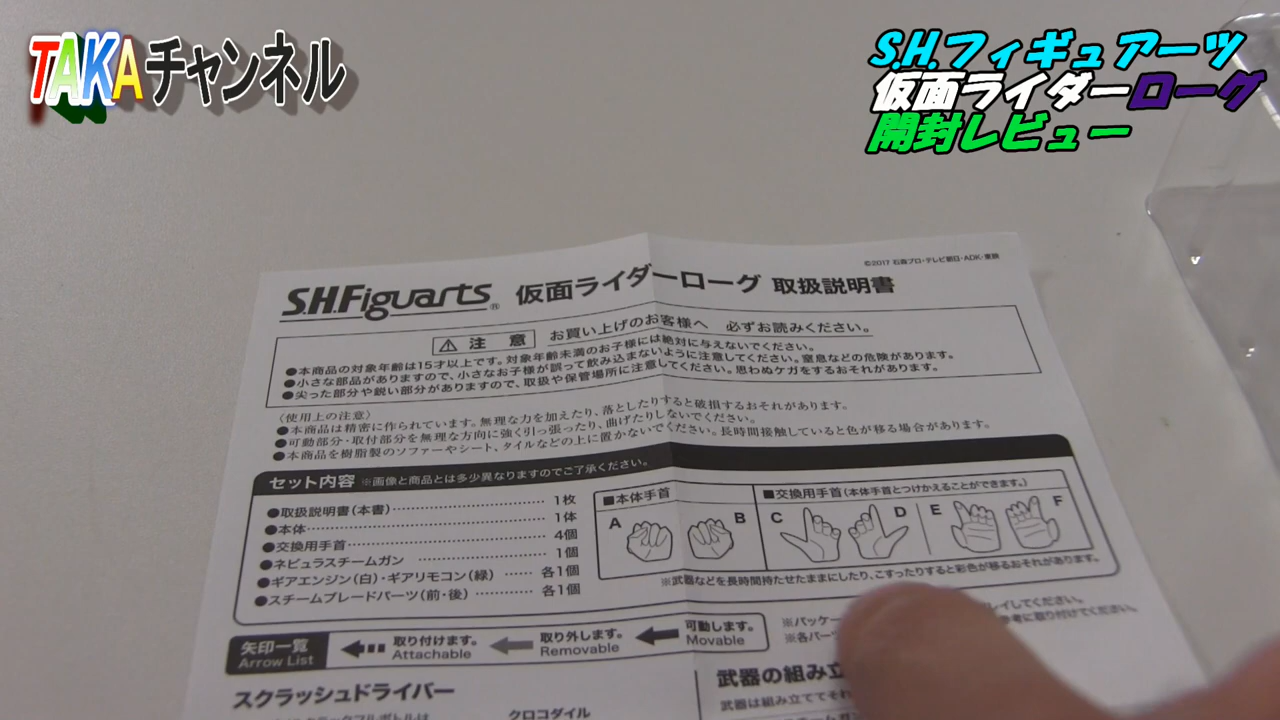 TAKAチャンネル
S.H.フィギュアーツ
仮面ライダーローグ
開封レビュー
©2017 石森プロ・テレビ朝日・ADK・東映
S.H.Figuarts® 仮面ライダーローグ 取扱説明書
⚠ 注意 お買い上げのお客様へ 必ずお読みください。
●本商品の対象年齢は15才以上です。対象年齢未満のお子様には絶対に与えないでください。
●小さな部品がありますので、小さなお子様が誤って飲み込まないように注意してください。窒息などの危険があります。
●尖った部分や鋭い部分がありますので、取扱や保管場所に注意してください。思わぬケガをするおそれがあります。
〈使用上の注意〉
●本商品は精密に作られています。無理な力を加えたり、落としたりすると破損するおそれがあります。
●可動部分・取付部分を無理な方向に強く引っ張ったり、曲げたりしないでください。
●本商品を樹脂製のソファーやシート、タイルなどの上に置かないでください。長時間接触していると色が移る場合があります。
セット内容 ※画像と商品とは多少異なりますのでご了承ください。
●取扱説明書(本書)……………………… 1枚
●本体……………………………………… 1体
●交換用手首……………………………… 4個
●ネビュラスチームガン ………………… 1個
●ギアエンジン(白)・ギアリモコン(緑) …… 各1個
●スチームブレードパーツ(前・後) ………… 各1個
■本体手首
A B
■交換用手首(本体手首とつけかえることができます。)
C D E F
※武器などを長時間持たせたままにしたり、こすったりすると彩色が移るおそれがあります。
矢印一覧
Arrow List
取り付けます。
Attachable
取り外します。
Removable
可動します。
Movable
※パッケー
レイしてください。
※各パー
参考に取り付けてください。
スクラッシュドライバー
クロコダイル
武器の組み立
武器は組み立ててそれ